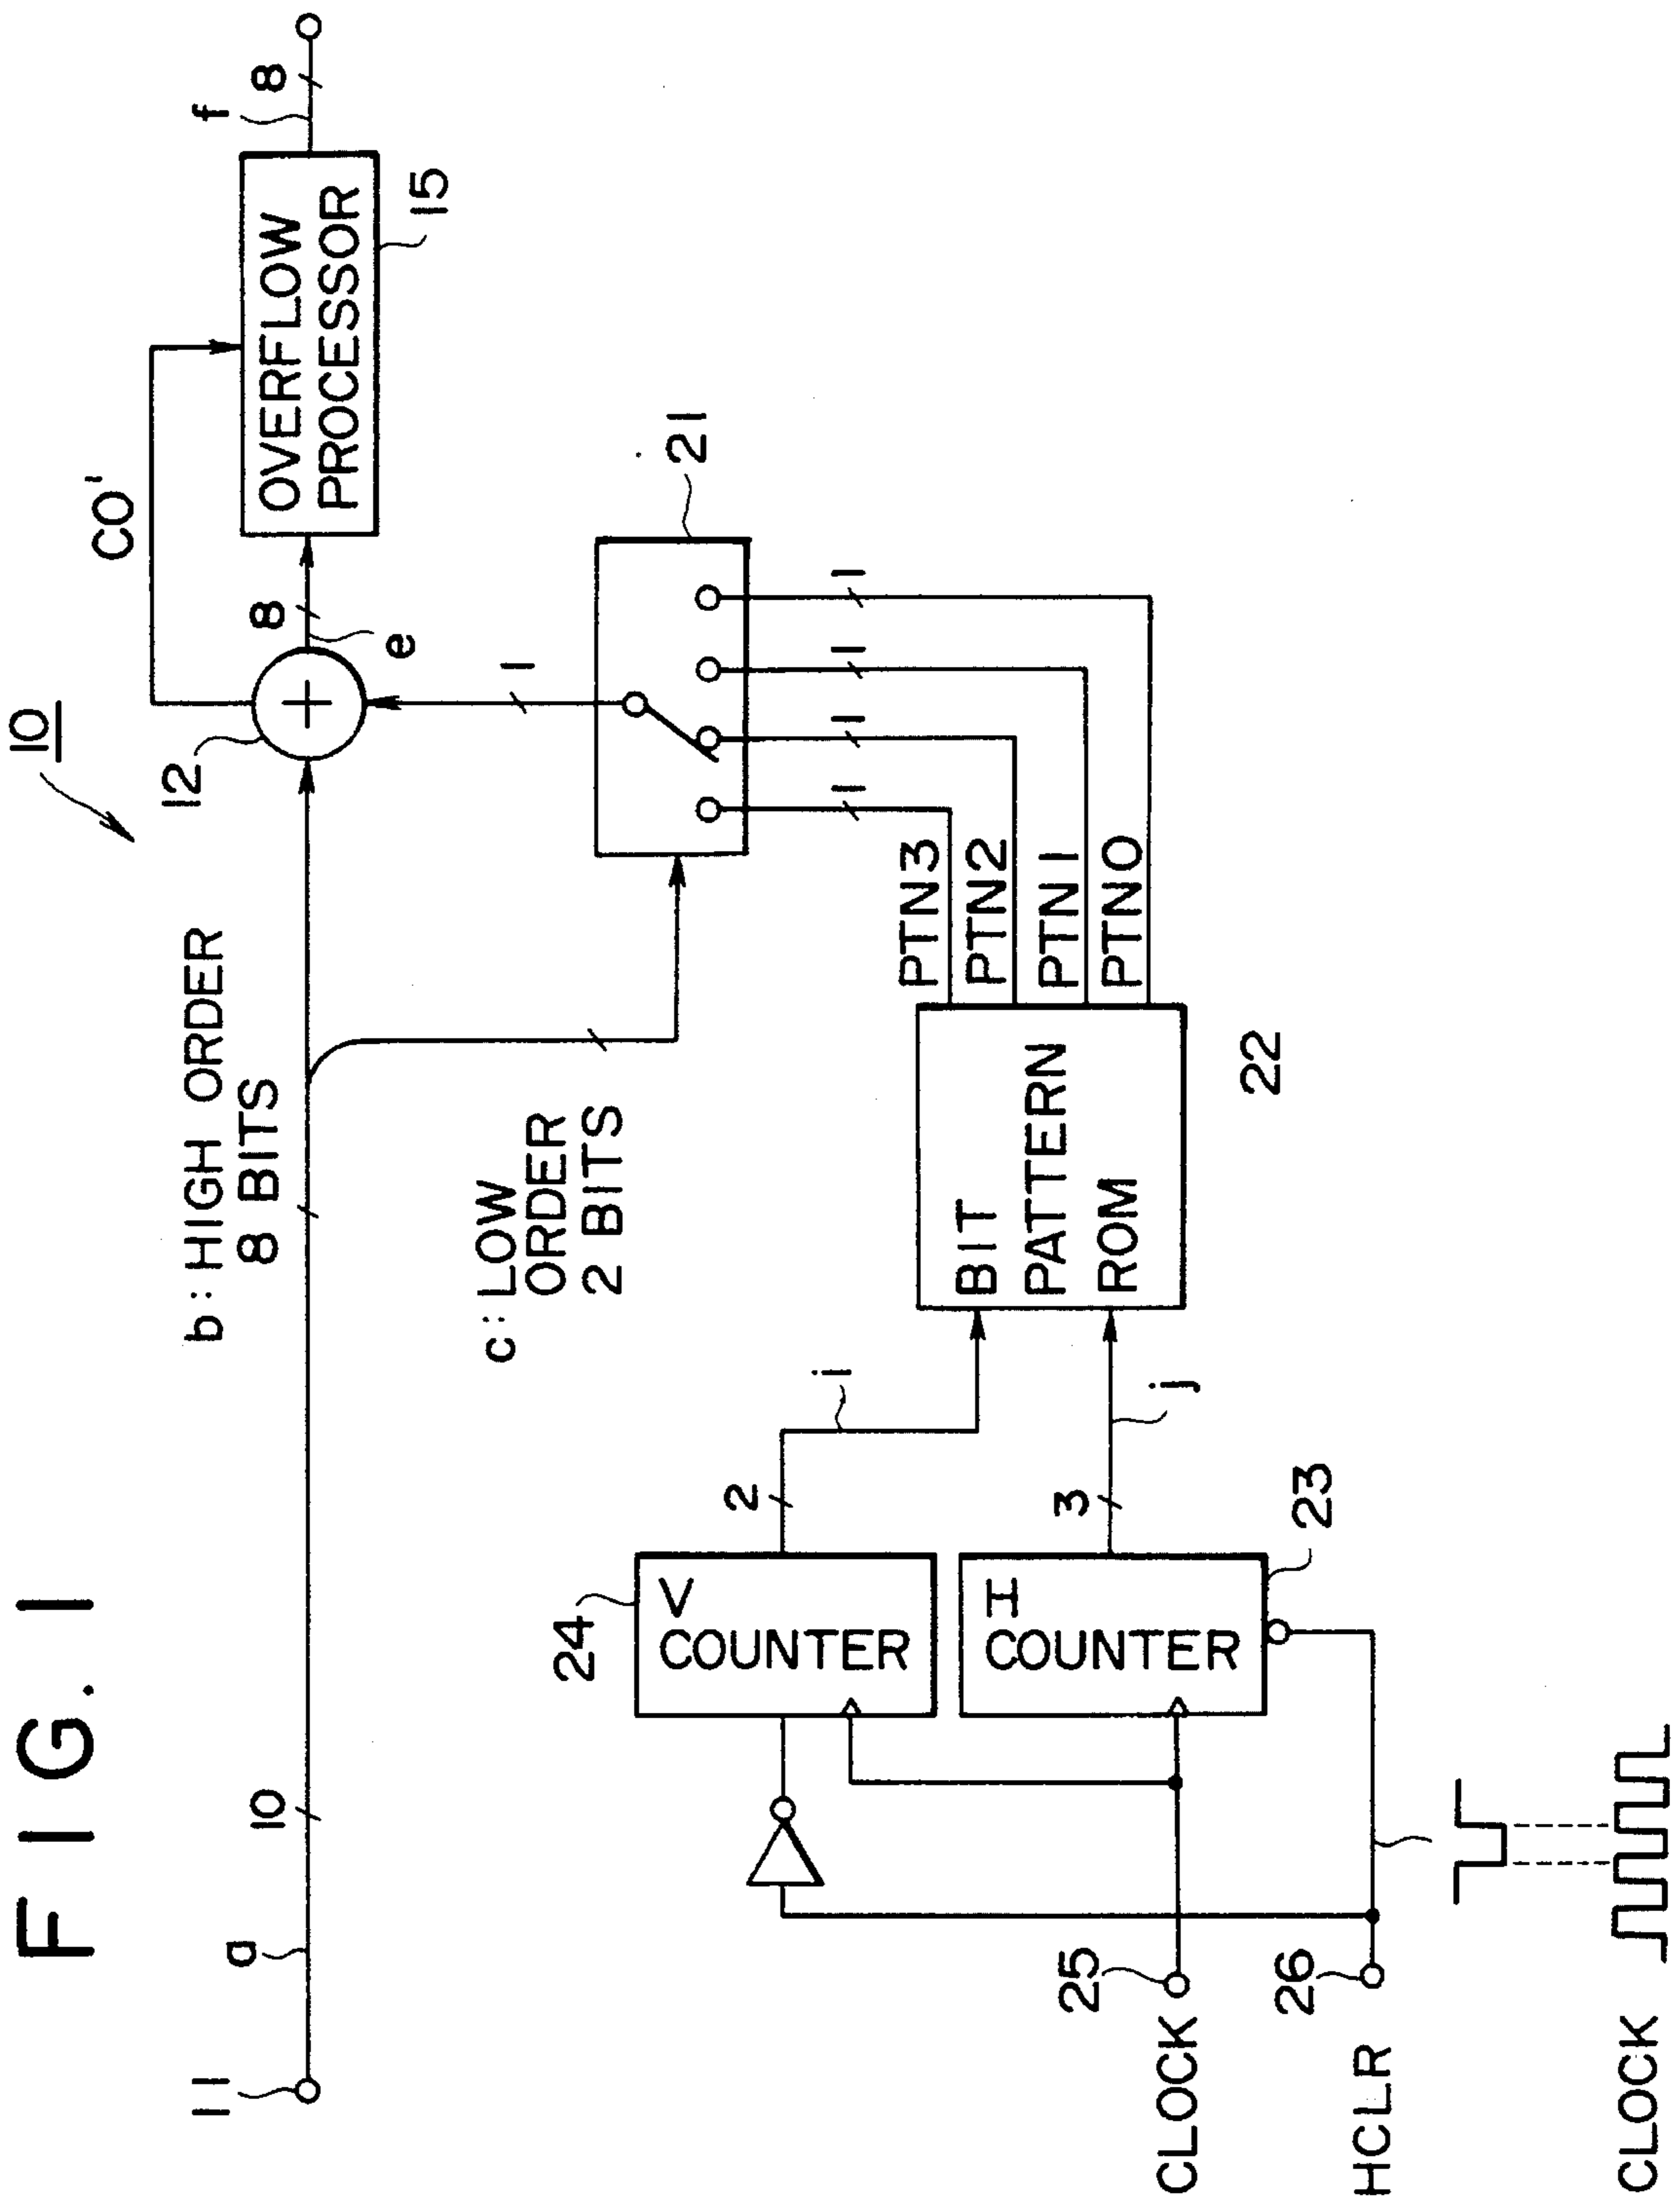 FIG. 1
10
11
a
10
b: HIGH ORDER
8 BITS
12
CO'
8
e
OVERFLOW
PROCESSOR
15
f
8
c: LOW
ORDER
2 BITS
1
21
1
1
1
1
PTN3
PTN2
PTN1
PTN0
BIT
PATTERN
ROM
22
i
j
2
3
24
V
COUNTER
H
COUNTER
23
CLOCK
25
HCLR
26
CLOCK